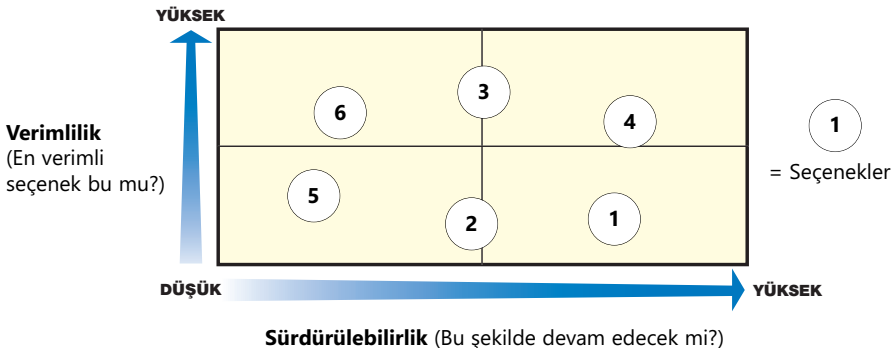 YÜKSEK
Verimlilik
(En verimli
seçenek bu mu?)
6
3
4
5
2
1
1
= Seçenekler
DÜŞÜK
YÜKSEK
Sürdürülebilirlik (Bu şekilde devam edecek mi?)